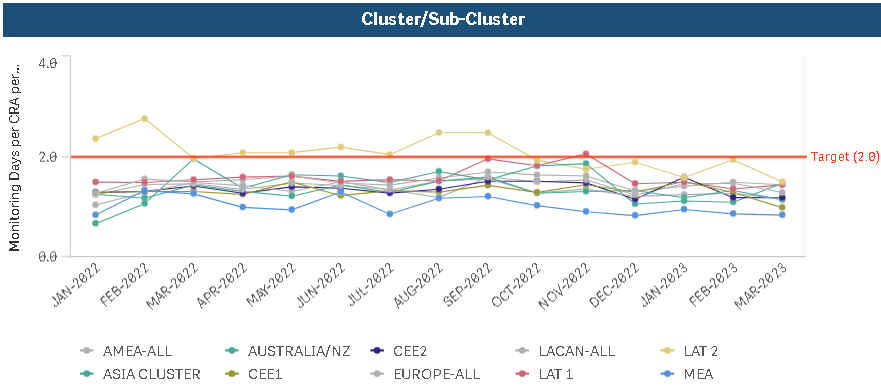 Cluster/Sub-Cluster
Monitoring Days per CRA per...
4.0
2.0
0.0
Target (2.0)
JAN-2022
FEB-2022
MAR-2022
APR-2022
MAY-2022
JUN-2022
JUL-2022
AUG-2022
SEP-2022
OCT-2022
NOV-2022
DEC-2022
JAN-2023
FEB-2023
MAR-2023
AMEA-ALL AUSTRALIA/NZ CEE2 LACAN-ALL LAT 2
ASIA CLUSTER CEE1 EUROPE-ALL LAT 1 MEA